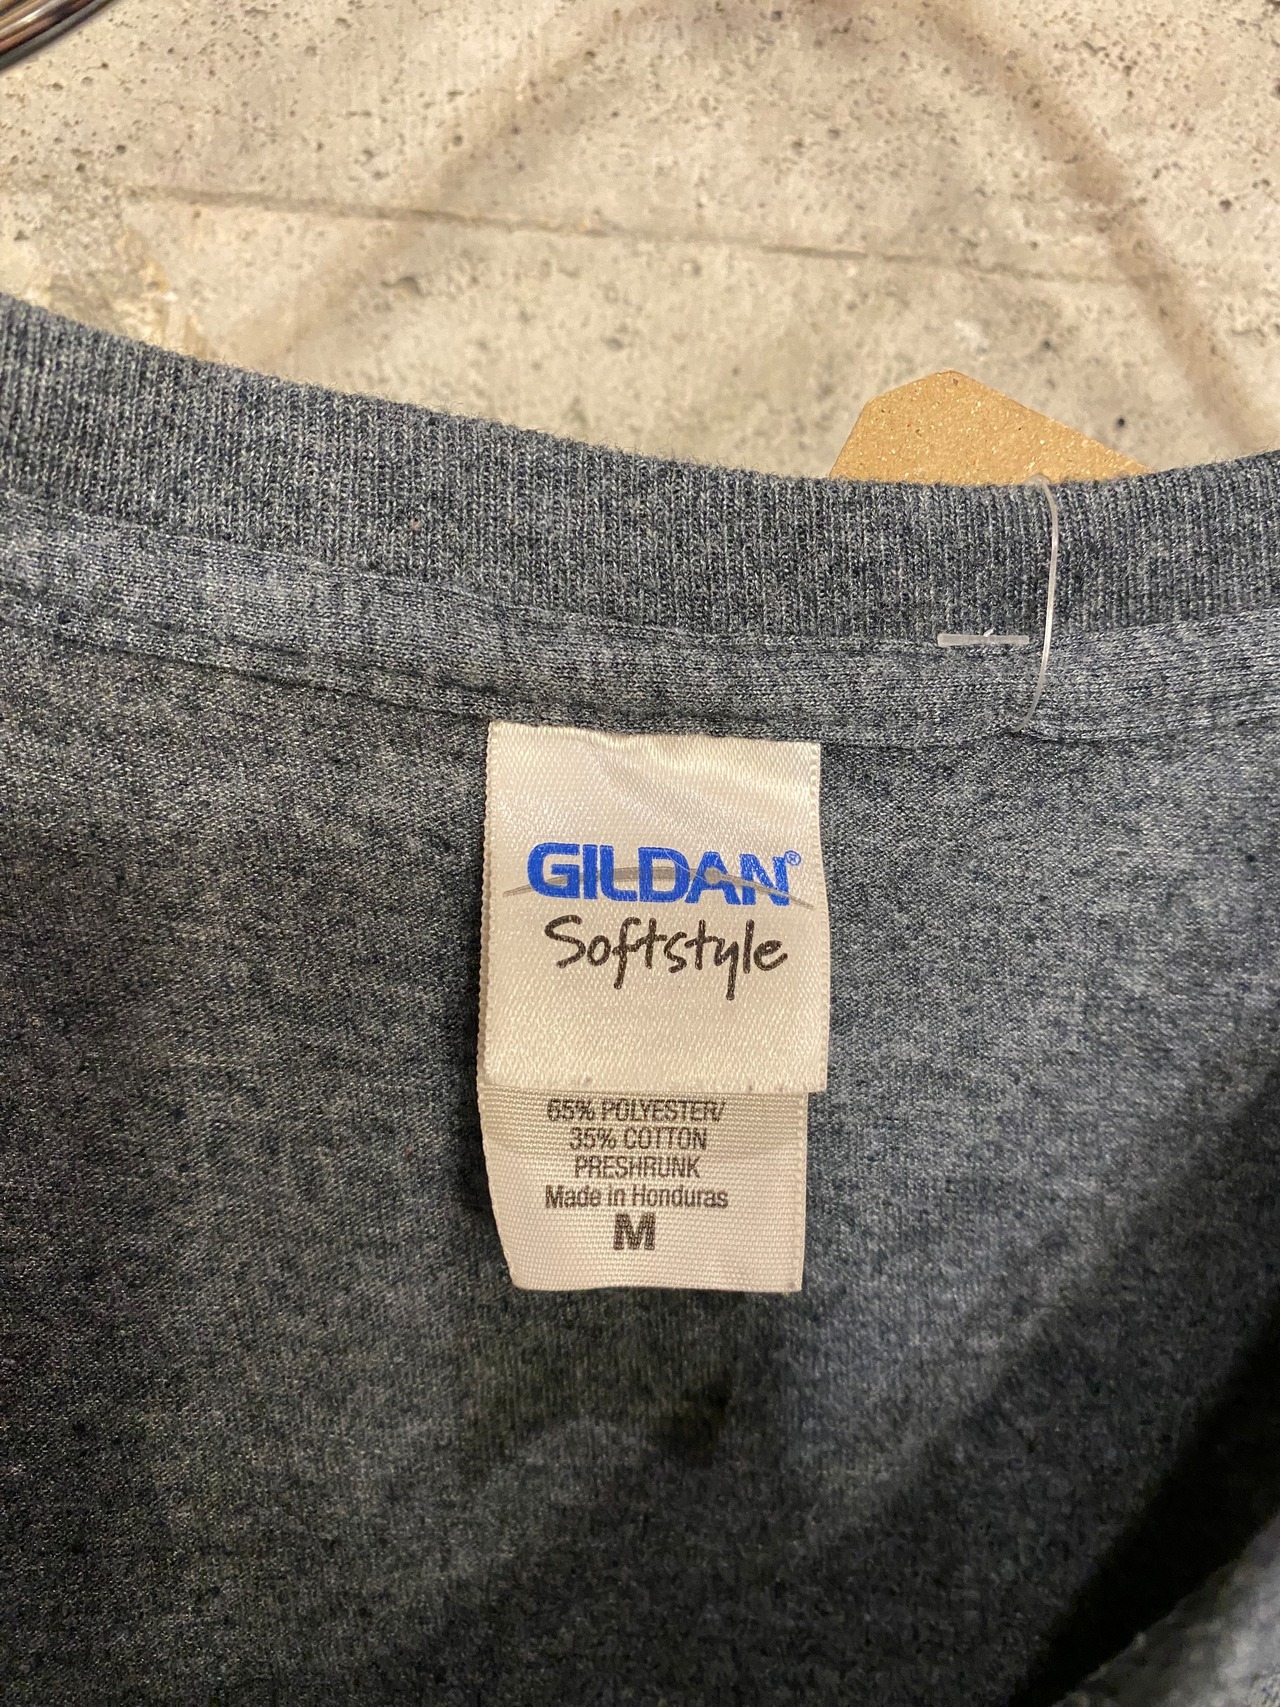 GILDAN®
Softstyle
65% POLYESTER/
35% COTTON
PRESHRUNK
Made in Honduras
M